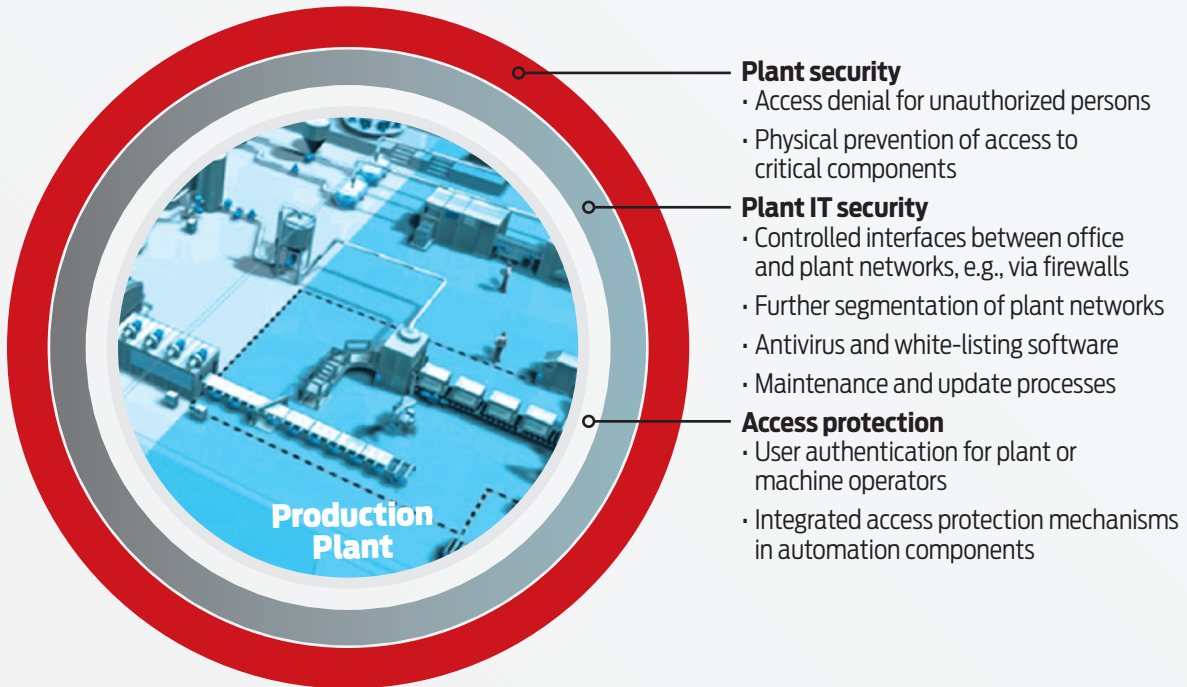 Plant security
· Access denial for unauthorized persons
· Physical prevention of access to
critical components
Plant IT security
· Controlled interfaces between office
and plant networks, e.g., via firewalls
· Further segmentation of plant networks
· Antivirus and white-listing software
· Maintenance and update processes
Access protection
· User authentication for plant or
machine operators
· Integrated access protection mechanisms
in automation components
Production
Plant